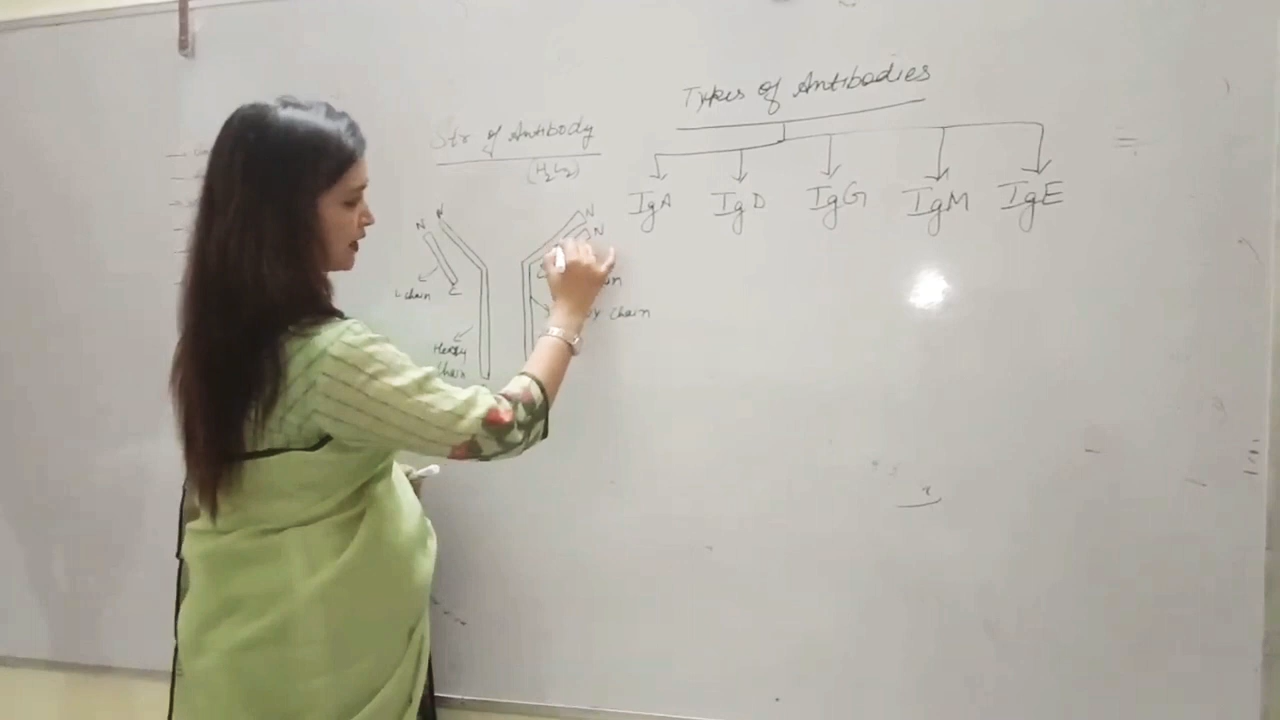 Types of Antibodies
IgA IgD IgG IgM IgE
Str of Antibody
(H2L2)
N N
N
N
L chain
C
Heavy
Chain
Chain